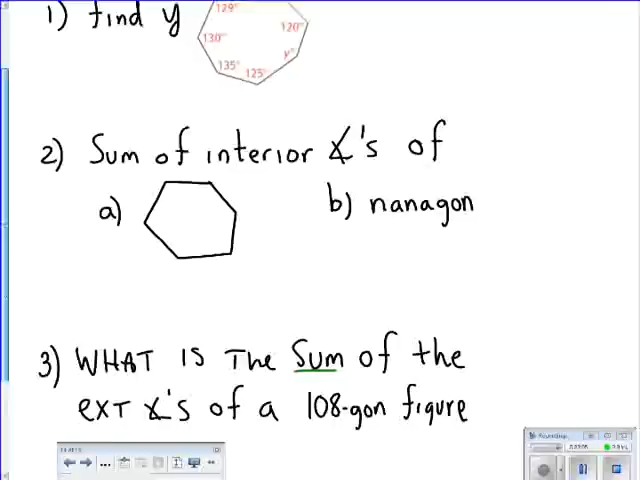 1) find y
129°
120°
130°
y°
135°
125°
2) Sum of interior ∡'s of
a)
b) nanagon
3) WHAT IS THE Sum of the
EXT ∡'s of a 108-gon figure